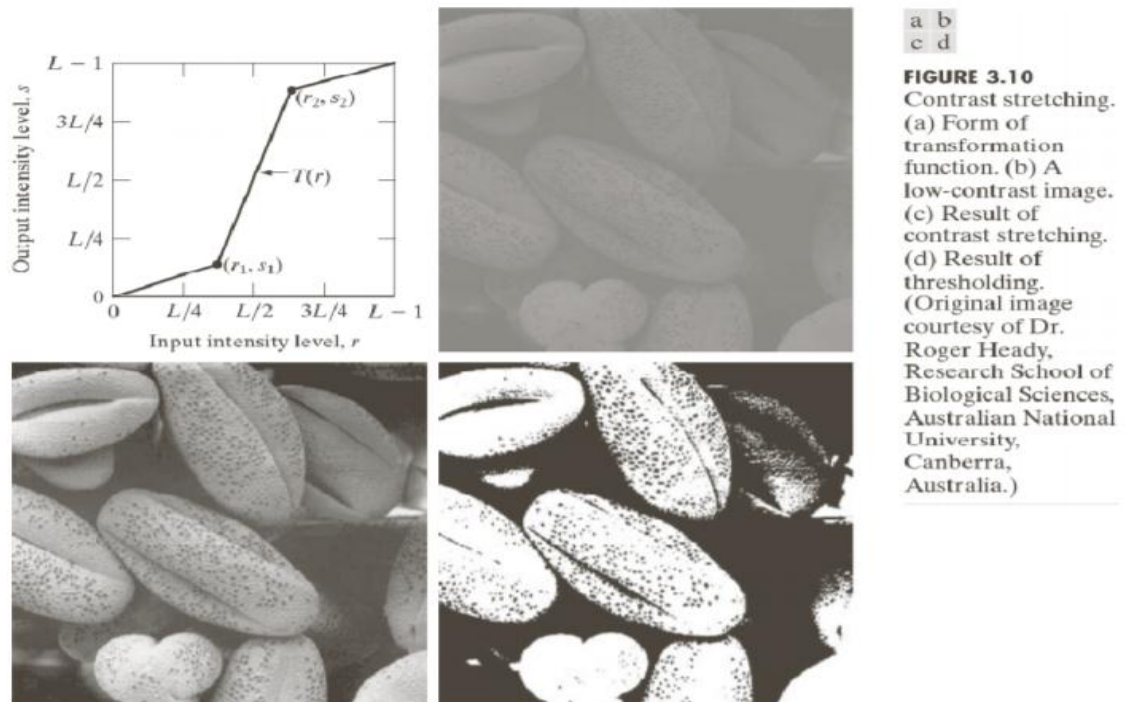 L − 1
3L/4
L/2
L/4
0
Output intensity level, s
(r₂, s₂)
T(r)
(r₁, s₁)
0 L/4 L/2 3L/4 L − 1
Input intensity level, r
a b
c d
FIGURE 3.10
Contrast stretching.
(a) Form of
transformation
function. (b) A
low-contrast image.
(c) Result of
contrast stretching.
(d) Result of
thresholding.
(Original image
courtesy of Dr.
Roger Heady,
Research School of
Biological Sciences,
Australian National
University,
Canberra,
Australia.)